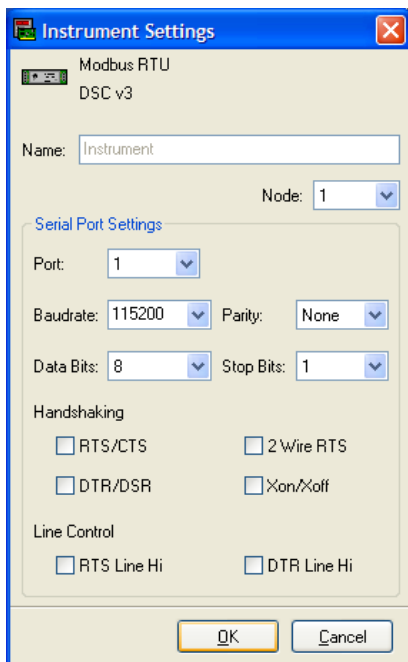 Instrument Settings
Modbus RTU
DSC v3
Name: Instrument
Node: 1
Serial Port Settings
Port: 1
Baudrate: 115200 Parity: None
Data Bits: 8 Stop Bits: 1
Handshaking
RTS/CTS 2 Wire RTS
DTR/DSR Xon/Xoff
Line Control
RTS Line Hi DTR Line Hi
OK Cancel